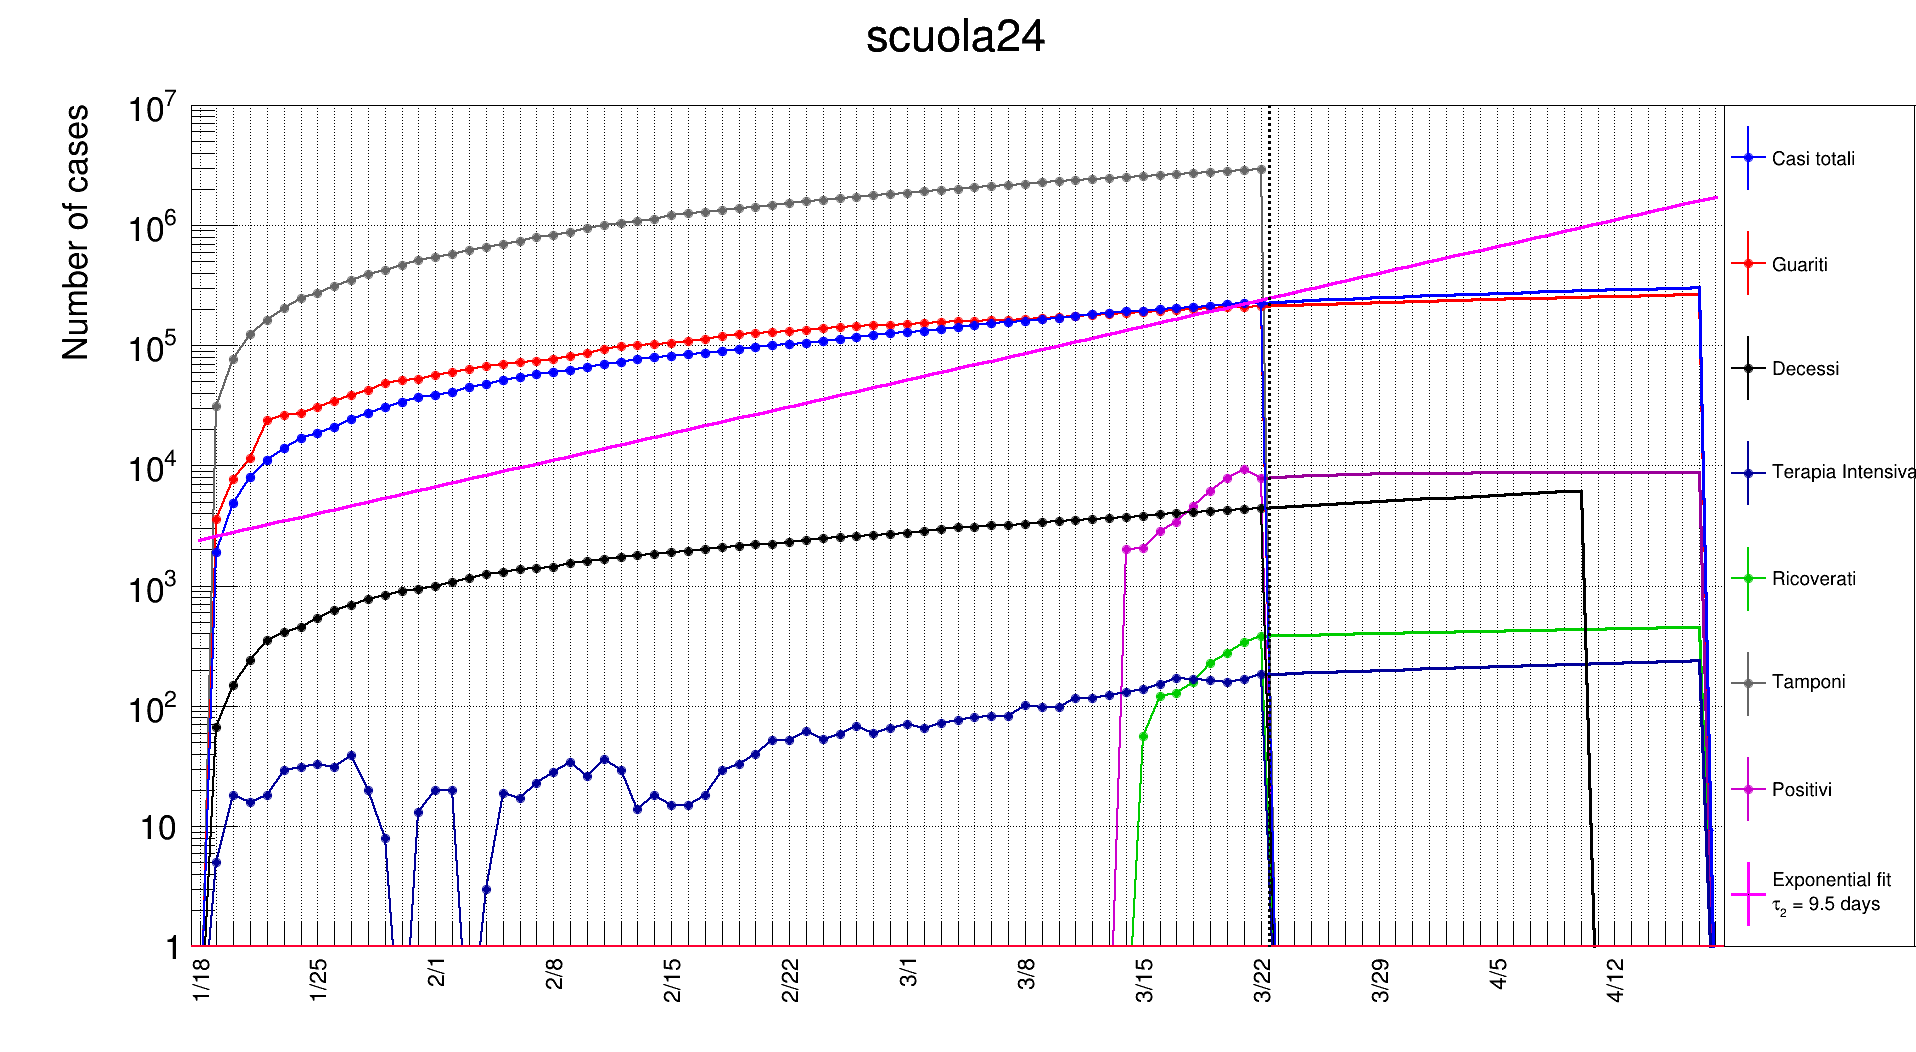 scuola24
Number of cases
10^7
10^6
10^5
10^4
10^3
10^2
10
1
1/18
1/25
2/1
2/8
2/15
2/22
3/1
3/8
3/15
3/22
3/29
4/5
4/12
Casi totali
Guariti
Decessi
Terapia Intensiva
Ricoverati
Tamponi
Positivi
Exponential fit
τ₂ = 9.5 days